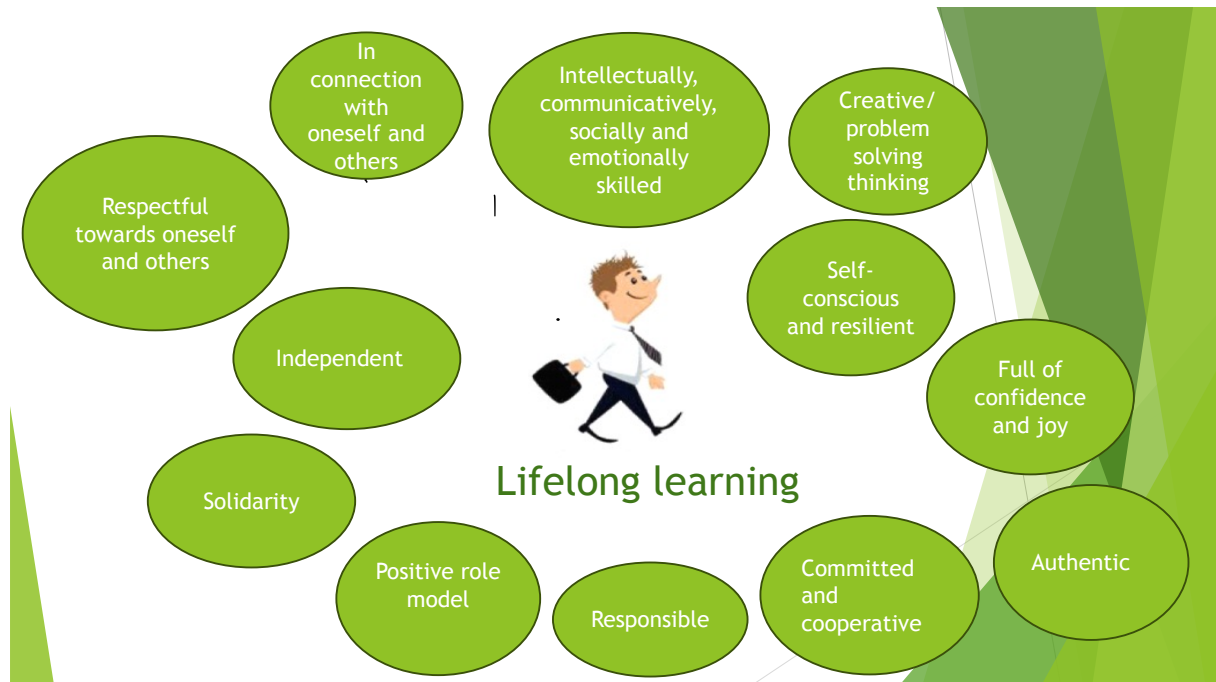 In
connection
with
oneself and
others
Intellectually,
communicatively,
socially and
emotionally
skilled
Creative/
problem
solving
thinking
Respectful
towards oneself
and others
Self-
conscious
and resilient
Independent
Full of
confidence
and joy
Lifelong learning
Solidarity
Positive role
model
Responsible
Committed
and
cooperative
Authentic